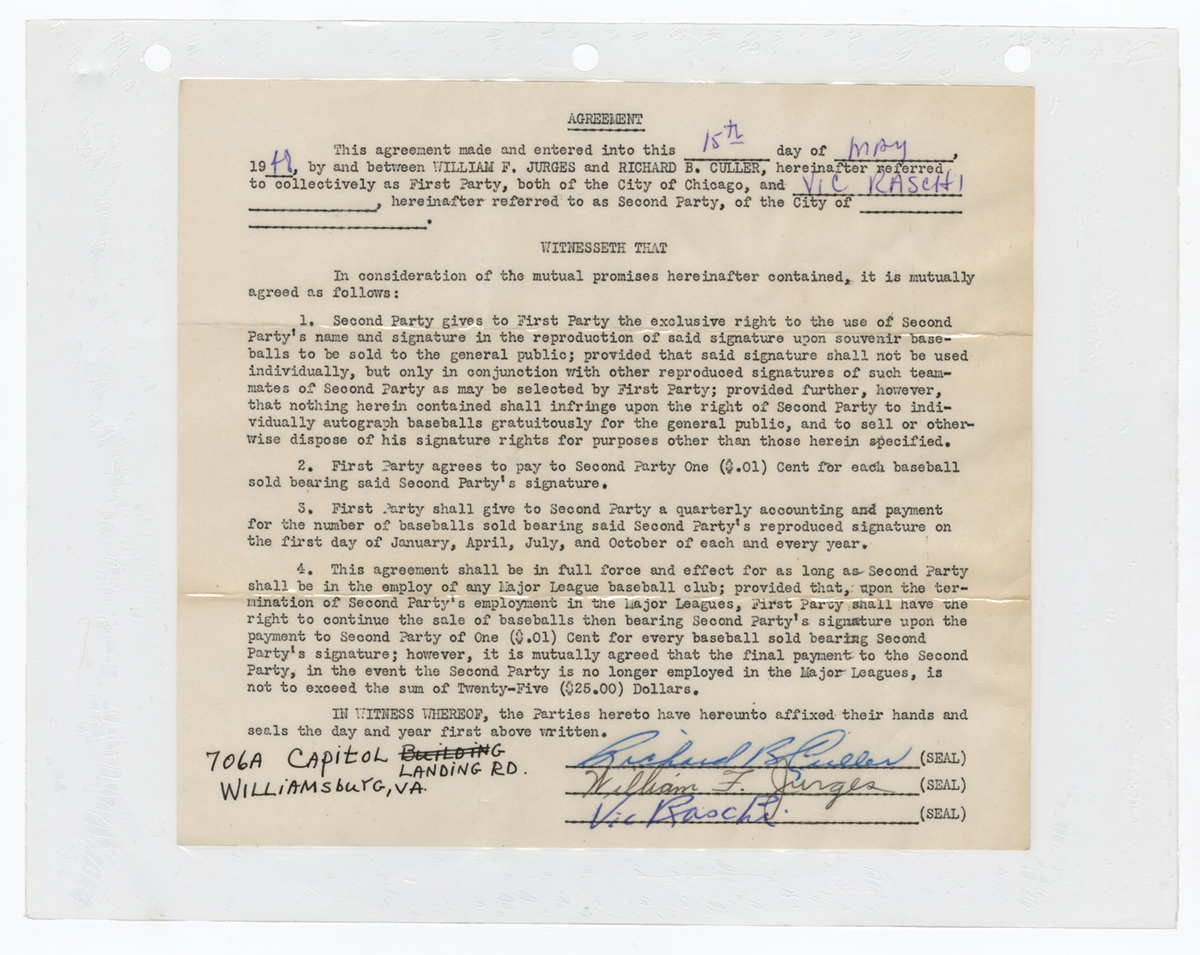 AGREEMENT
This agreement made and entered into this 15th day of MAY,
1948, by and between WILLIAM F. JURGES and RICHARD B. CULLER, hereinafter referred
to collectively as First Party, both of the City of Chicago, and VIC RASCHI
, hereinafter referred to as Second Party, of the City of
.
WITNESSETH THAT
In consideration of the mutual promises hereinafter contained, it is mutually
agreed as follows:
1. Second Party gives to First Party the exclusive right to the use of Second
Party's name and signature in the reproduction of said signature upon souvenir base-
balls to be sold to the general public; provided that said signature shall not be used
individually, but only in conjunction with other reproduced signatures of such team-
mates of Second Party as may be selected by First Party; provided further, however,
that nothing herein contained shall infringe upon the right of Second Party to indi-
vidually autograph baseballs gratuitously for the general public, and to sell or other-
wise dispose of his signature rights for purposes other than those herein specified.
2. First Party agrees to pay to Second Party One ($.01) Cent for each baseball
sold bearing said Second Party's signature.
3. First Party shall give to Second Party a quarterly accounting and payment
for the number of baseballs sold bearing said Second Party's reproduced signature on
the first day of January, April, July, and October of each and every year.
4. This agreement shall be in full force and effect for as long as Second Party
shall be in the employ of any Major League baseball club; provided that, upon the ter-
mination of Second Party's employment in the Major Leagues, First Party shall have the
right to continue the sale of baseballs then bearing Second Party's signature upon the
payment to Second Party of One ($.01) Cent for every baseball sold bearing Second
Party's signature; however, it is mutually agreed that the final payment to the Second
Party, in the event the Second Party is no longer employed in the Major Leagues, is
not to exceed the sum of Twenty-Five ($25.00) Dollars.
IN WITNESS WHEREOF, the Parties hereto have hereunto affixed their hands and
seals the day and year first above written.
706A CAPITOL BUILDING
LANDING RD.
WILLIAMSBURG, VA.
Richard B. Culler (SEAL)
William F. Jurges (SEAL)
Vic Raschi (SEAL)